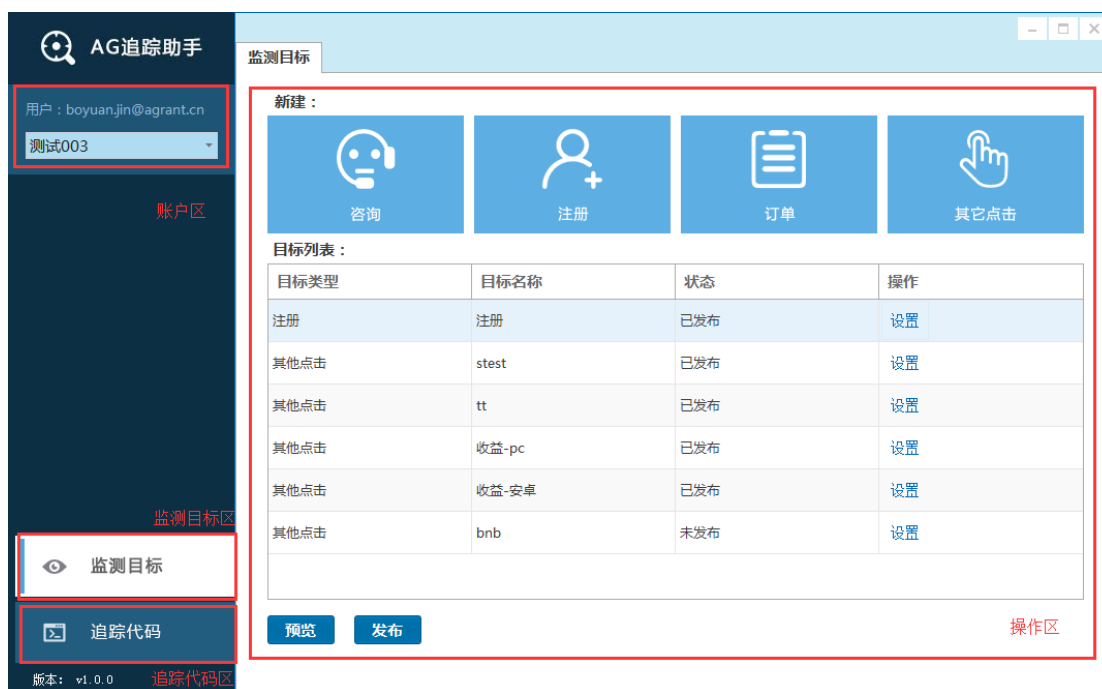 AG追踪助手
监测目标
用户：boyuan.jin@agrant.cn
测试003
账户区
新建：
咨询 注册 订单 其它点击
目标列表：
目标类型 目标名称 状态 操作
注册 注册 已发布 设置
其他点击 stest 已发布 设置
其他点击 tt 已发布 设置
其他点击 收益-pc 已发布 设置
其他点击 收益-安卓 已发布 设置
其他点击 bnb 未发布 设置
监测目标区
监测目标
追踪代码
预览 发布
操作区
版本： v1.0.0 追踪代码区